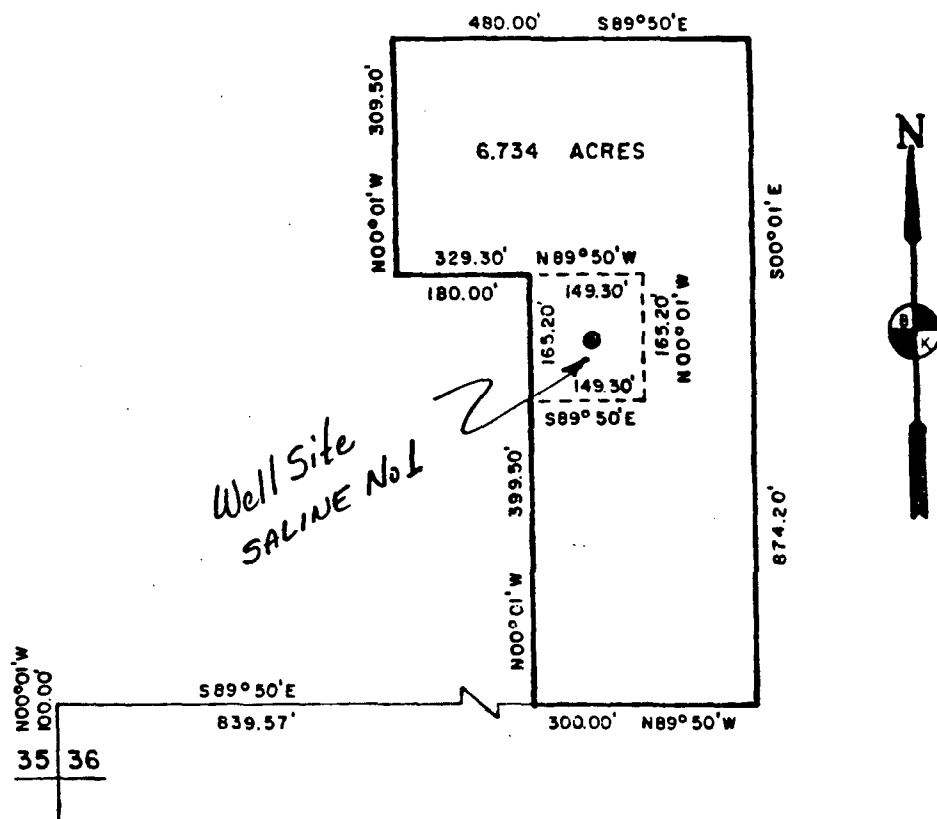 480.00' S89°50'E
309.50'
N00°01'W
6.734 ACRES
N
S00°01'E
329.30' N89°50'W
180.00'
149.30'
165.20'
165.20'
N00°01'W
B
K
149.30'
S89°50'E
Well Site
SALINE No 1
399.50'
874.20'
N00°01'W
N00°01'W
100.00'
S89°50'E
839.57'
300.00' N89°50'W
35 36